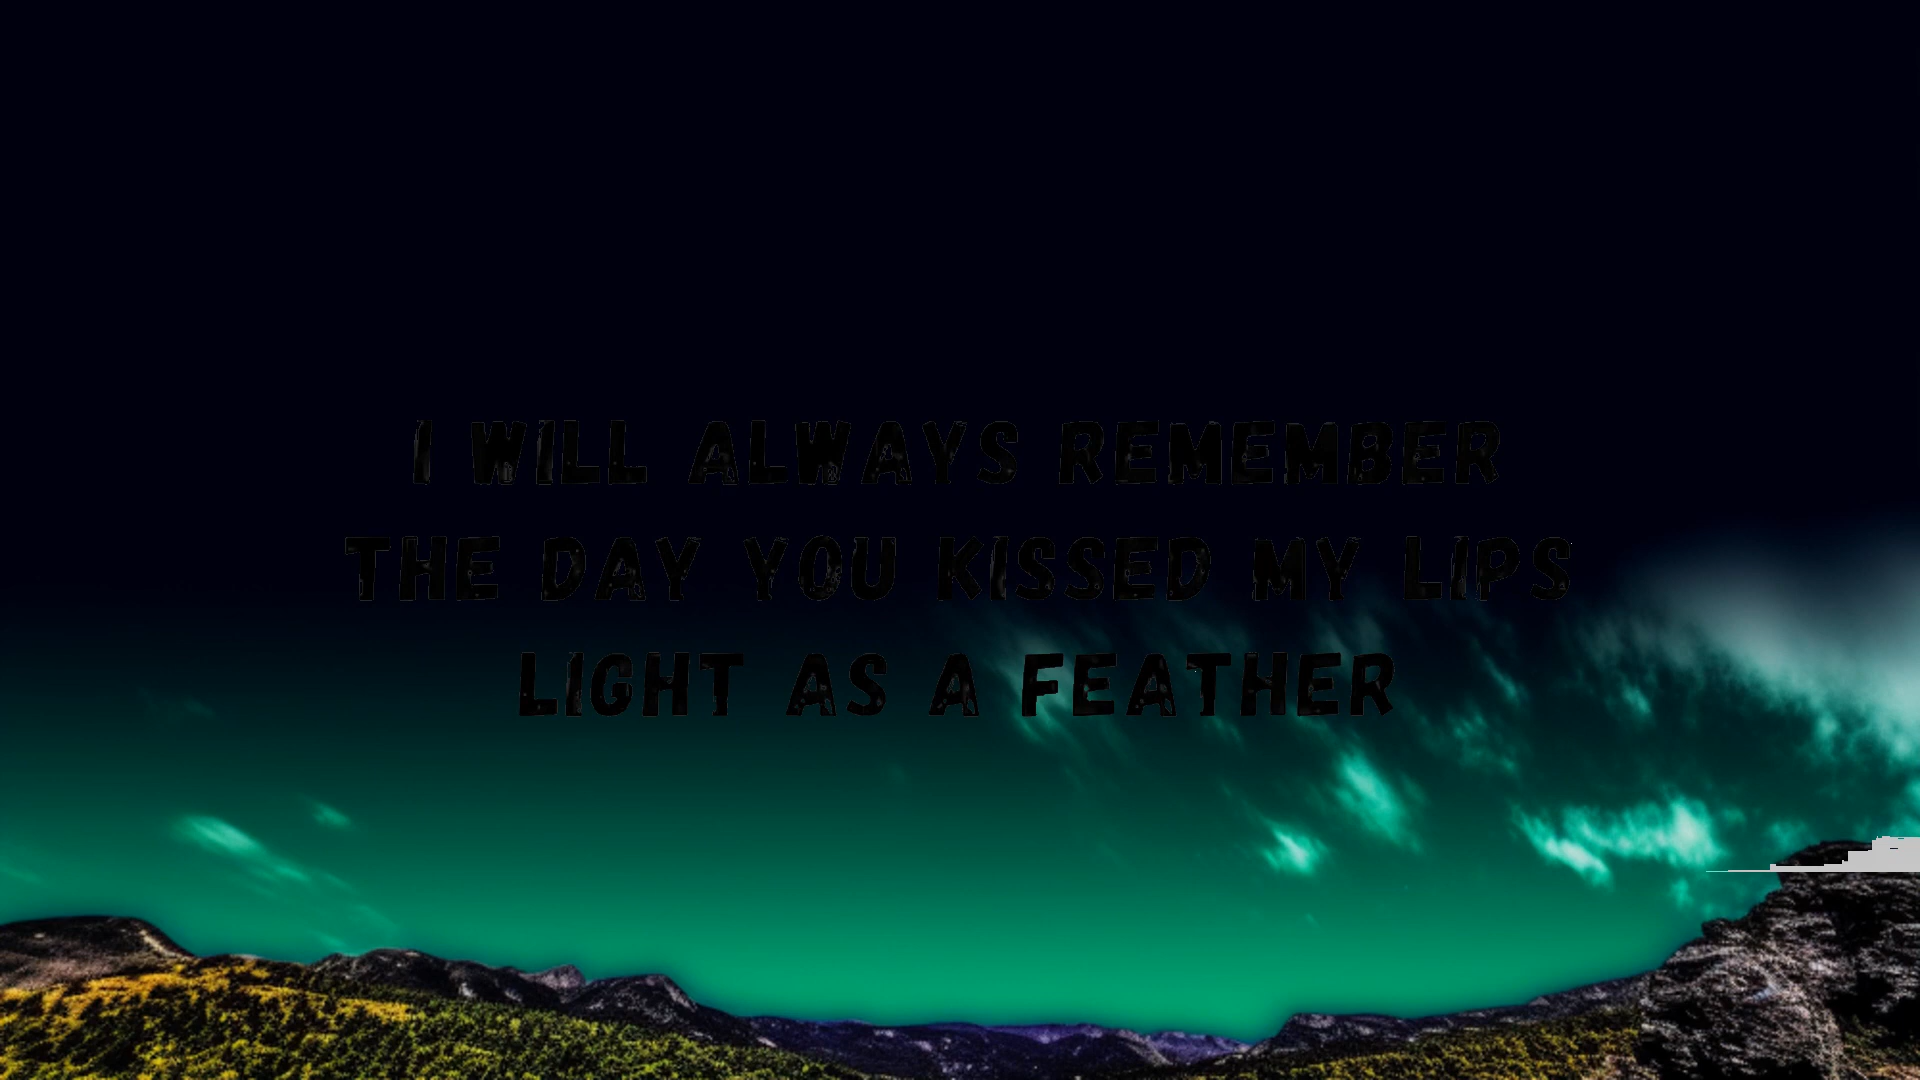 I WILL ALWAYS REMEMBER
THE DAY YOU KISSED MY LIPS
LIGHT AS A FEATHER